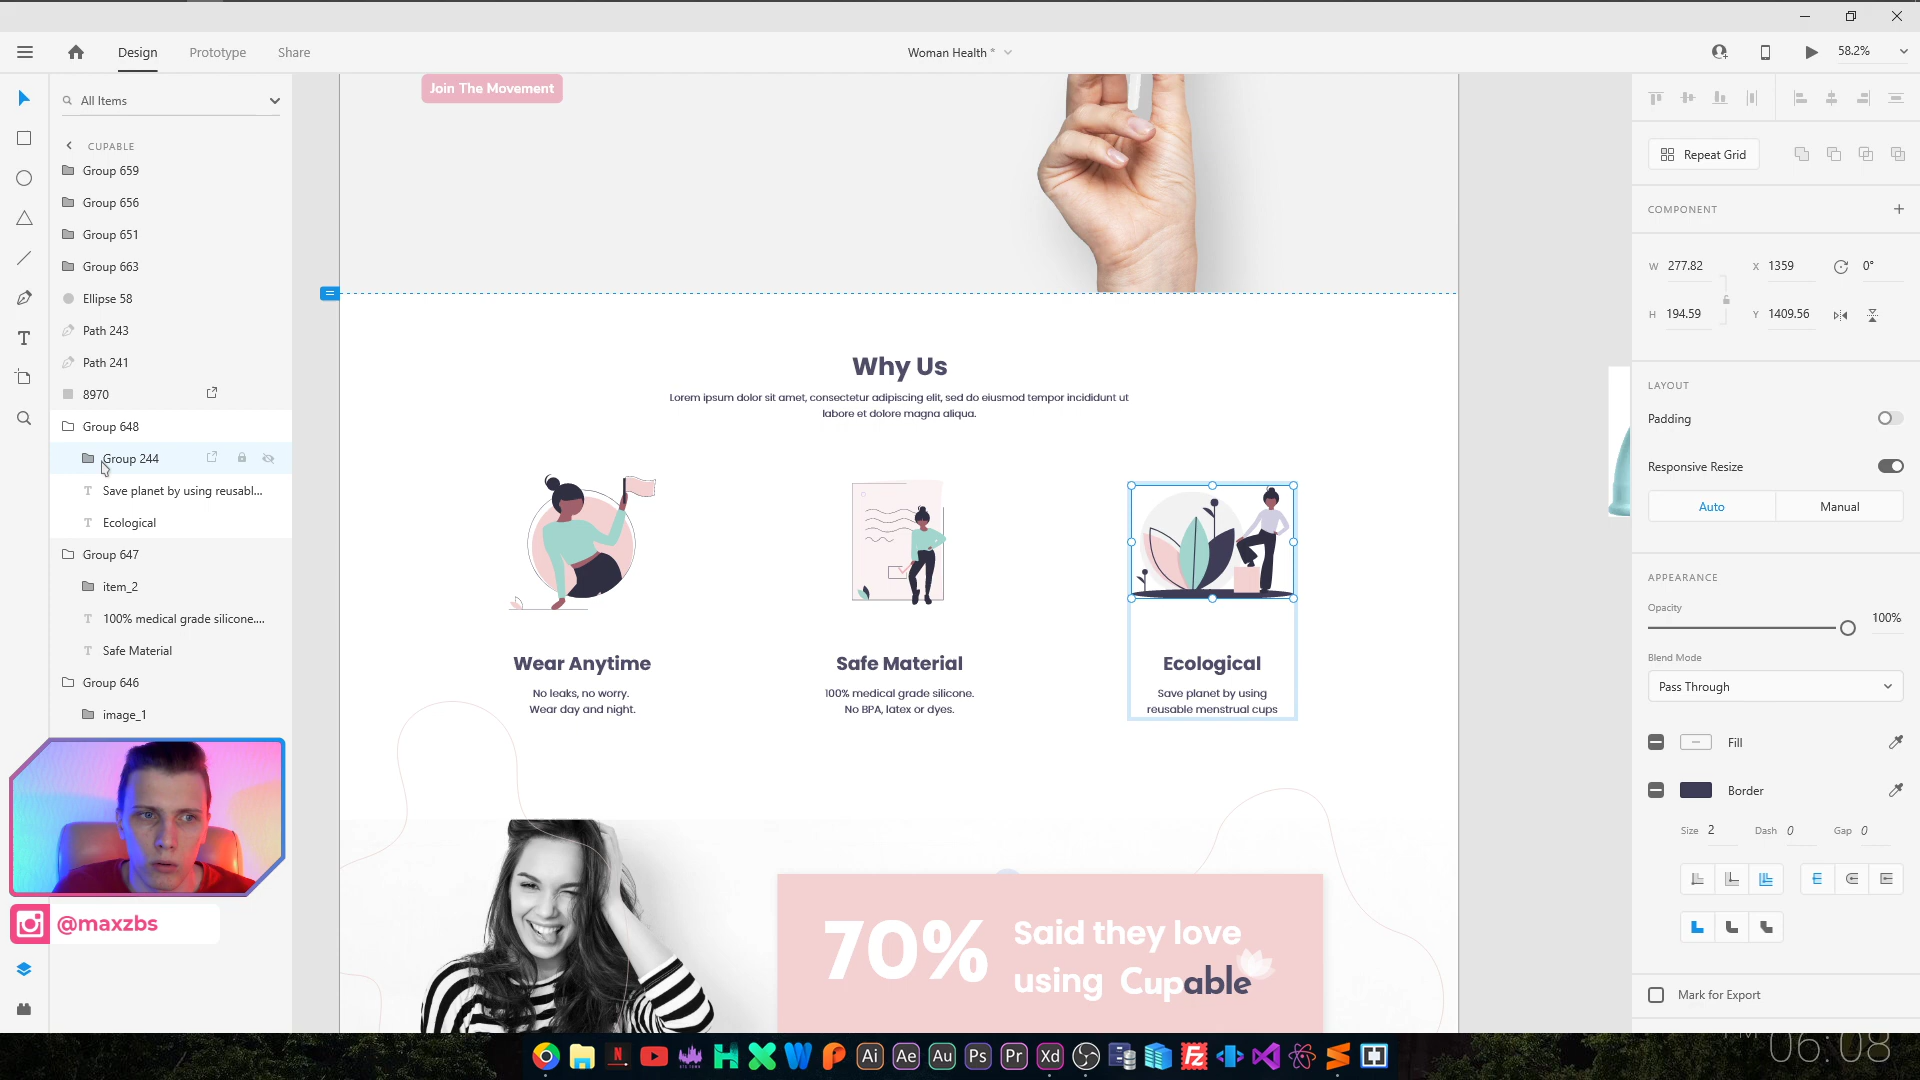 Design
Prototype
Share
Woman Health *
58.2%
All Items
CUPABLE
Group 659
Group 656
Group 651
Group 663
Ellipse 58
Path 243
Path 241
8970
Group 648
Group 244
Save planet by using reusabl...
Ecological
Group 647
item_2
100% medical grade silicone....
Safe Material
Group 646
image_1
@maxzbs
Join The Movement
Why Us
Lorem ipsum dolor sit amet, consectetur adipiscing elit, sed do eiusmod tempor incididunt ut
labore et dolore magna aliqua.
Wear Anytime
No leaks, no worry.
Wear day and night.
Safe Material
100% medical grade silicone.
No BPA, latex or dyes.
Ecological
Save planet by using
reusable menstrual cups
70%
Said they love
using Cupable
Repeat Grid
COMPONENT
W 277.82
X 1359
0°
H 194.59
Y 1409.56
LAYOUT
Padding
Responsive Resize
Auto
Manual
APPEARANCE
Opacity
100%
Blend Mode
Pass Through
Fill
Border
Size 2
Dash 0
Gap 0
Mark for Export
N
H
X
W
P
Ai
Ae
Au
Ps
Pr
Xd
Fz
06:08